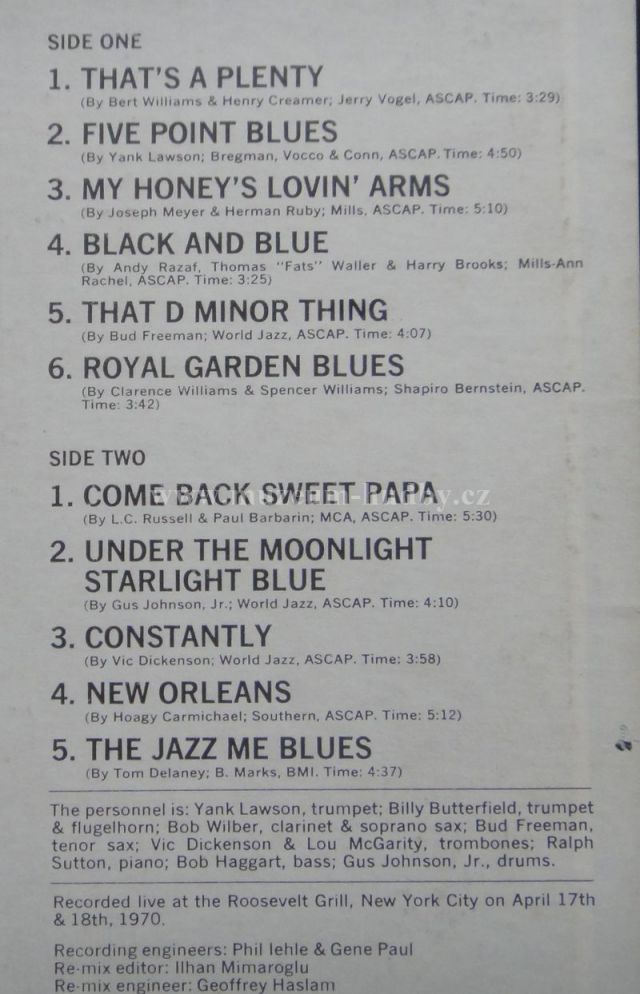 SIDE ONE
1. THAT'S A PLENTY
(By Bert Williams & Henry Creamer; Jerry Vogel, ASCAP. Time: 3:29)
2. FIVE POINT BLUES
(By Yank Lawson; Bregman, Vocco & Conn, ASCAP. Time: 4:50)
3. MY HONEY'S LOVIN' ARMS
(By Joseph Meyer & Herman Ruby; Mills, ASCAP. Time: 5:10)
4. BLACK AND BLUE
(By Andy Razaf, Thomas "Fats" Waller & Harry Brooks; Mills-Ann
Rachel, ASCAP. Time: 3:25)
5. THAT D MINOR THING
(By Bud Freeman; World Jazz, ASCAP. Time: 4:07)
6. ROYAL GARDEN BLUES
(By Clarence Williams & Spencer Williams; Shapiro Bernstein, ASCAP.
Time: 3:42)
SIDE TWO
1. COME BACK SWEET PAPA
(By L.C. Russell & Paul Barbarin; MCA, ASCAP. Time: 5:30)
2. UNDER THE MOONLIGHT
STARLIGHT BLUE
(By Gus Johnson, Jr.; World Jazz, ASCAP. Time: 4:10)
3. CONSTANTLY
(By Vic Dickenson; World Jazz, ASCAP. Time: 3:58)
4. NEW ORLEANS
(By Hoagy Carmichael; Southern, ASCAP. Time: 5:12)
5. THE JAZZ ME BLUES
(By Tom Delaney; B. Marks, BMI. Time: 4:37)
The personnel is: Yank Lawson, trumpet; Billy Butterfield, trumpet
& flugelhorn; Bob Wilber, clarinet & soprano sax; Bud Freeman,
tenor sax; Vic Dickenson & Lou McGarity, trombones; Ralph
Sutton, piano; Bob Haggart, bass; Gus Johnson, Jr., drums.
Recorded live at the Roosevelt Grill, New York City on April 17th
& 18th, 1970.
Recording engineers: Phil Iehle & Gene Paul
Re-mix editor: Ilhan Mimaroglu
Re-mix engineer: Geoffrey Haslam